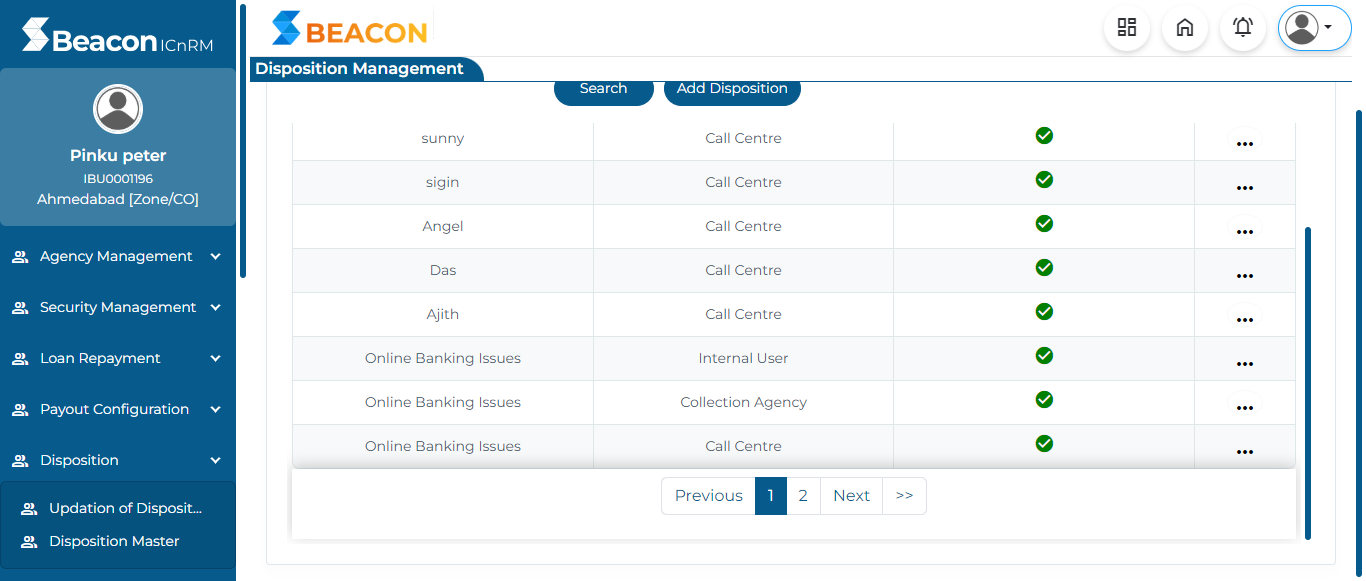 Beacon ICnRM
Pinku peter
IBU0001196
Ahmedabad [Zone/CO]
Agency Management
Security Management
Loan Repayment
Payout Configuration
Disposition
Updation of Disposit...
Disposition Master
BEACON
Disposition Management
Search Add Disposition
sunny Call Centre
sigin Call Centre
Angel Call Centre
Das Call Centre
Ajith Call Centre
Online Banking Issues Internal User
Online Banking Issues Collection Agency
Online Banking Issues Call Centre
Previous 1 2 Next >>